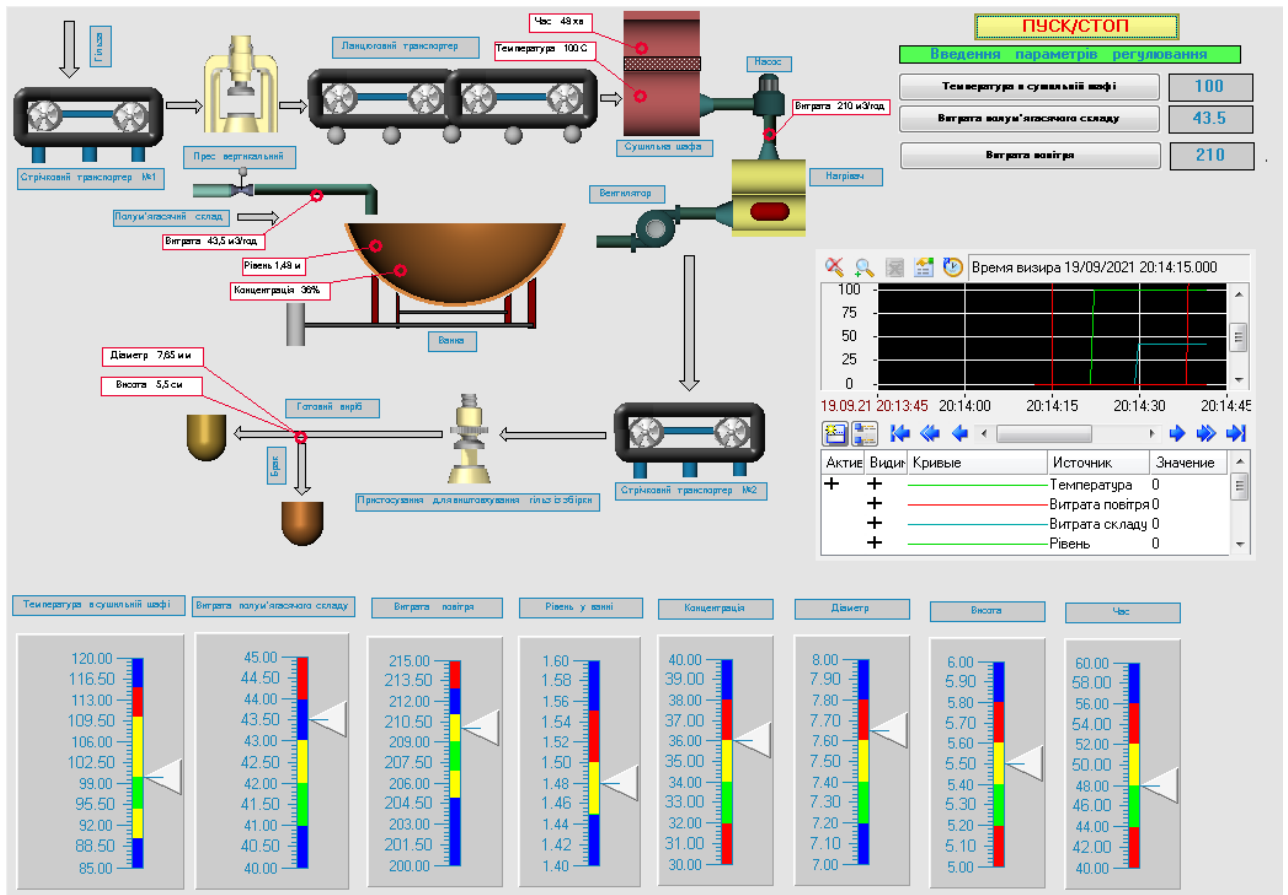 Гільза
Ланцюговий транспортер
Час 48 хв
Температура 100 С
Насос
Витрата 210 м3/год
ПУСК/СТОП
Введення параметрів регулювання
Температура в сушильній шафі 100
Витрата полум'ягасячого складу 43.5
Витрата повітря 210
Стрічковий транспортер №1
Прес вертикальний
Сушильна шафа
Нагрівач
Вентилятор
Полум'ягасячий склад
Витрата 43,5 м3/год
Рівень 1,48 м
Концентрація 36%
Ванна
Діаметр 7,65 мм
Висота 5,5 см
Готовий виріб
Брак
Пристосування для виштовхування гільз із збірки
Стрічковий транспортер №2
Время визира 19/09/2021 20:14:15.000
100
75
50
25
0
19.09.21 20:13:45 20:14:00 20:14:15 20:14:30 20:14:45
Актив Видим Кривые Источник Значение
Температура 0
Витрата повітря 0
Витрата складу 0
Рівень 0
Температура в сушильній шафі
120.00
116.50
113.00
109.50
106.00
102.50
99.00
95.50
92.00
88.50
85.00
Витрата полум'ягасячого складу
45.00
44.50
44.00
43.50
43.00
42.50
42.00
41.50
41.00
40.50
40.00
Витрата повітря
215.00
213.50
212.00
210.50
209.00
207.50
206.00
204.50
203.00
201.50
200.00
Рівень у ванні
1.60
1.58
1.56
1.54
1.52
1.50
1.48
1.46
1.44
1.42
1.40
Концентрація
40.00
39.00
38.00
37.00
36.00
35.00
34.00
33.00
32.00
31.00
30.00
Діаметр
8.00
7.90
7.80
7.70
7.60
7.50
7.40
7.30
7.20
7.10
7.00
Висота
6.00
5.90
5.80
5.70
5.60
5.50
5.40
5.30
5.20
5.10
5.00
Час
60.00
58.00
56.00
54.00
52.00
50.00
48.00
46.00
44.00
42.00
40.00